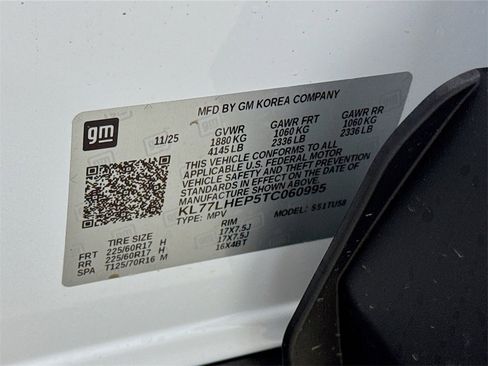 MFD BY GM KOREA COMPANY
gm
11/25
GVWR GAWR FRT GAWR RR
1880 KG 1060 KG 1060 KG
4145 LB 2336 LB 2336 LB
THIS VEHICLE CONFORMS TO ALL
APPLICABLE U.S. FEDERAL MOTOR
VEHICLE SAFETY AND THEFT PREVENTION
STANDARDS IN EFFECT ON THE DATE OF
MANUFACTURE SHOWN ABOVE.
KL77LHEP5TC060995
TYPE: MPV MODEL: S51TU58
TIRE SIZE RIM
FRT 225/60R17 H 17X7.5J
RR 225/60R17 H 17X7.5J
SPA T125/70R16 M 16X4BT